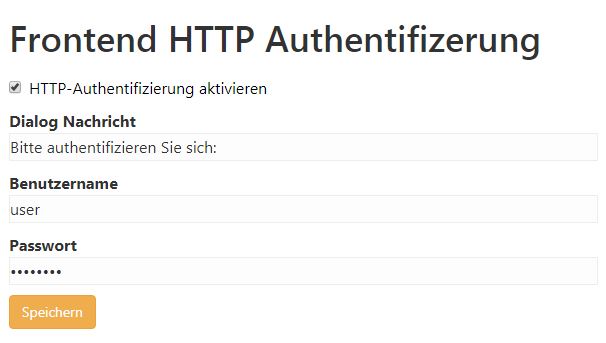 Frontend HTTP Authentifizerung
HTTP-Authentifizierung aktivieren
Dialog Nachricht
Bitte authentifizieren Sie sich:
Benutzername
user
Passwort
••••••••
Speichern